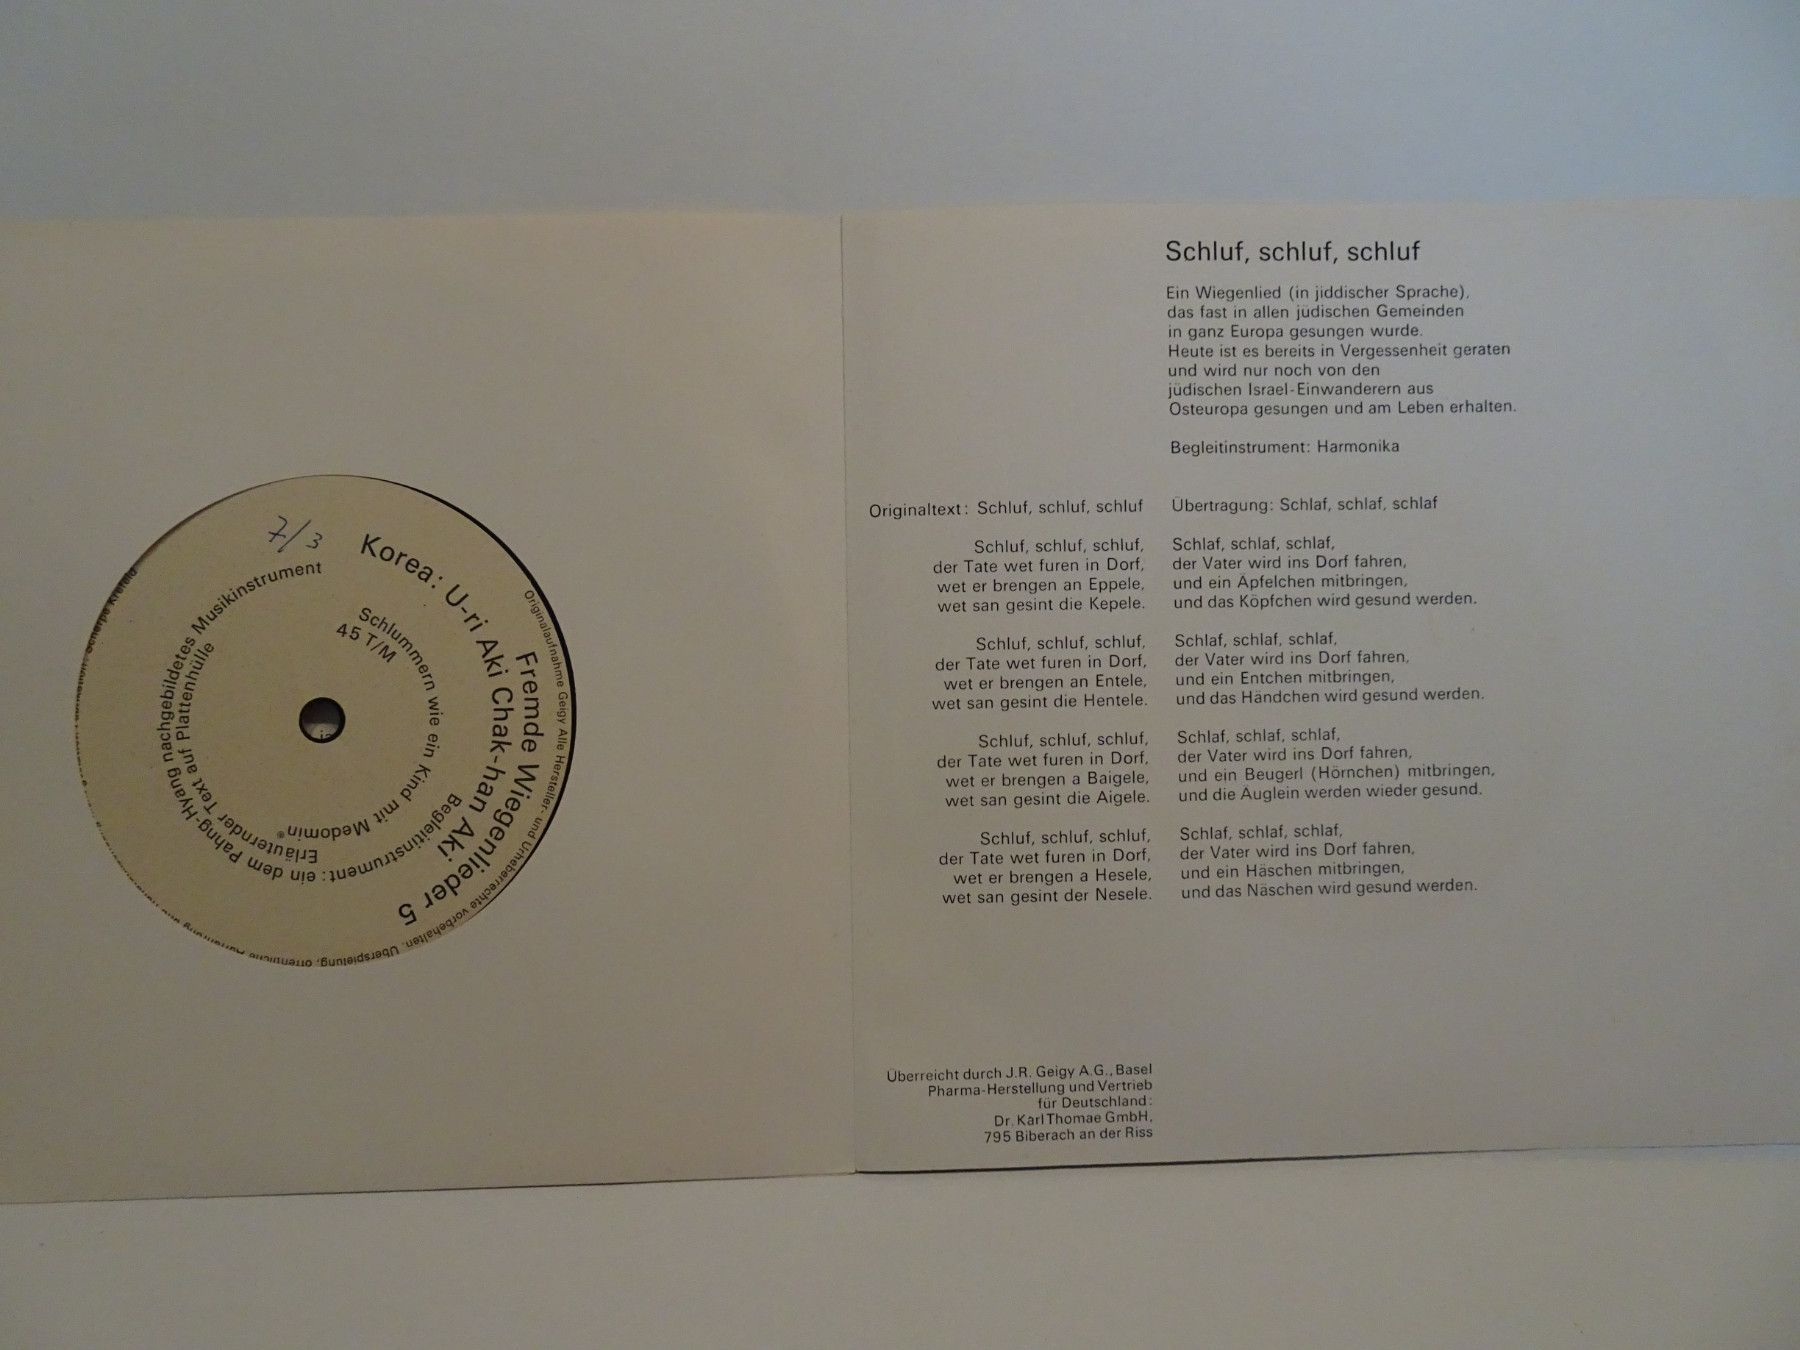 7/3
Korea: U-ri Aki Chak-han Aki
Fremde Wiegenlieder 5
Originalaufnahme Geigy Alle Hersteller- und Urheberrechte vorbehalten. Überspielung, öffentliche
Begleitinstrument: ein dem Pahng-Hyang nachgebildetes Musikinstrument
Erläuternder Text auf Plattenhülle
Schlummern wie ein Kind mit Medomin®
45 T/M
Schluf, schluf, schluf
Ein Wiegenlied (in jiddischer Sprache),
das fast in allen jüdischen Gemeinden
in ganz Europa gesungen wurde.
Heute ist es bereits in Vergessenheit geraten
und wird nur noch von den
jüdischen Israel-Einwanderern aus
Osteuropa gesungen und am Leben erhalten.
Begleitinstrument: Harmonika
Originaltext: Schluf, schluf, schluf
Schluf, schluf, schluf,
der Tate wet furen in Dorf,
wet er brengen an Eppele,
wet san gesint die Kepele.
Schluf, schluf, schluf,
der Tate wet furen in Dorf,
wet er brengen an Entele,
wet san gesint die Hentele.
Schluf, schluf, schluf,
der Tate wet furen in Dorf,
wet er brengen a Baigele,
wet san gesint die Aigele.
Schluf, schluf, schluf,
der Tate wet furen in Dorf,
wet er brengen a Hesele,
wet san gesint der Nesele.
Übertragung: Schlaf, schlaf, schlaf
Schlaf, schlaf, schlaf,
der Vater wird ins Dorf fahren,
und ein Äpfelchen mitbringen,
und das Köpfchen wird gesund werden.
Schlaf, schlaf, schlaf,
der Vater wird ins Dorf fahren,
und ein Entchen mitbringen,
und das Händchen wird gesund werden.
Schlaf, schlaf, schlaf,
der Vater wird ins Dorf fahren,
und ein Beugerl (Hörnchen) mitbringen,
und die Äuglein werden wieder gesund.
Schlaf, schlaf, schlaf,
der Vater wird ins Dorf fahren,
und ein Häschen mitbringen,
und das Näschen wird gesund werden.
Überreicht durch J.R. Geigy A.G., Basel
Pharma-Herstellung und Vertrieb
für Deutschland:
Dr. Karl Thomae GmbH,
795 Biberach an der Riss